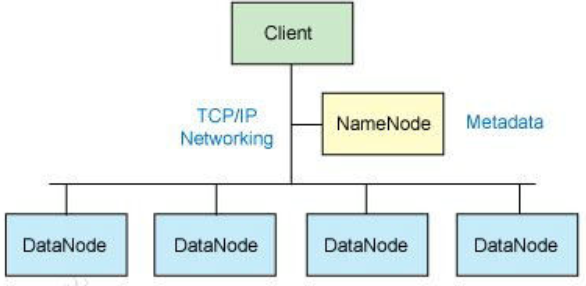 Client
TCP/IP
Networking
NameNode
Metadata
DataNode
DataNode
DataNode
DataNode